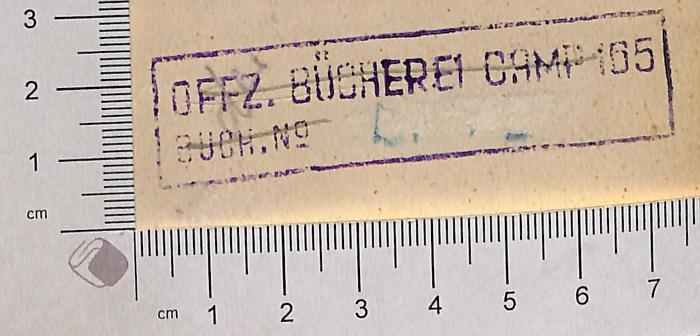 OFFZ. BÜCHEREI CAMP 165
BUCH. No
3
2
1
cm
cm 1 2 3 4 5 6 7